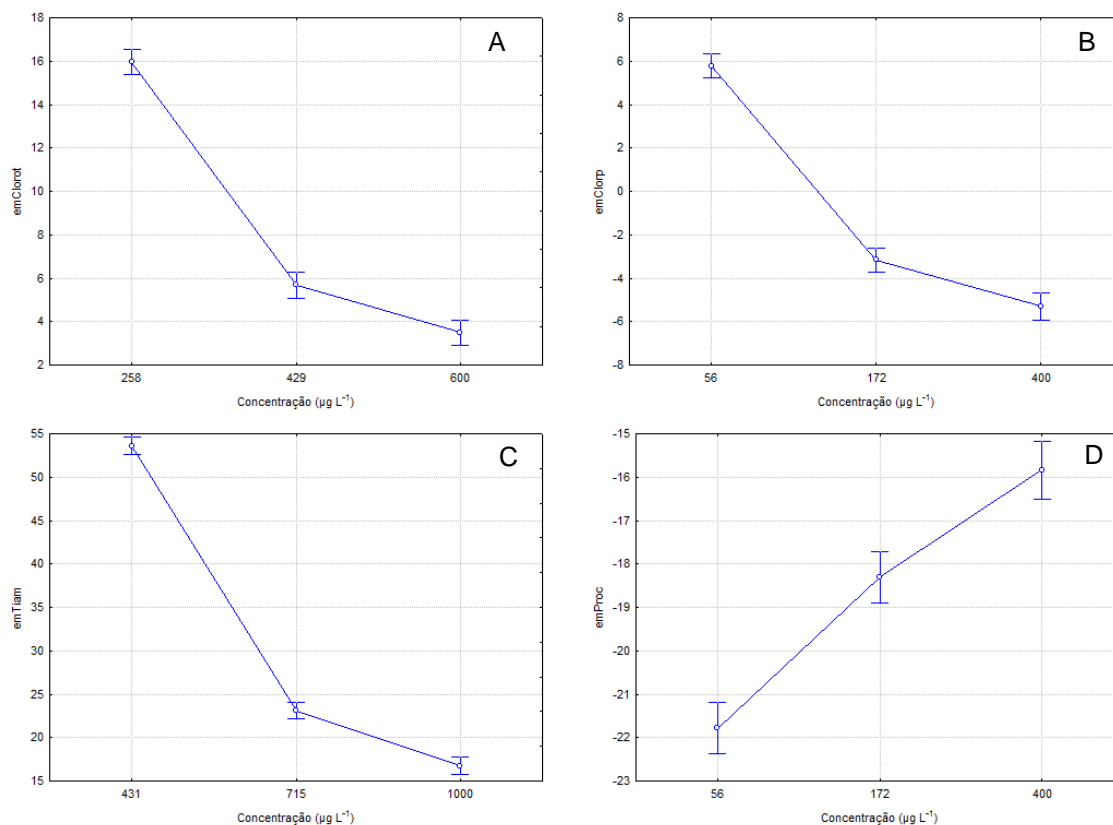 A
18
16
14
12
10
8
6
4
2
emClorot
258 429 600
Concentração (µg L⁻¹)
B
8
6
4
2
0
-2
-4
-6
-8
emClorp
56 172 400
Concentração (µg L⁻¹)
C
55
50
45
40
35
30
25
20
15
emTiam
431 715 1000
Concentração (µg L⁻¹)
D
-15
-16
-17
-18
-19
-20
-21
-22
-23
emProc
56 172 400
Concentração (µg L⁻¹)